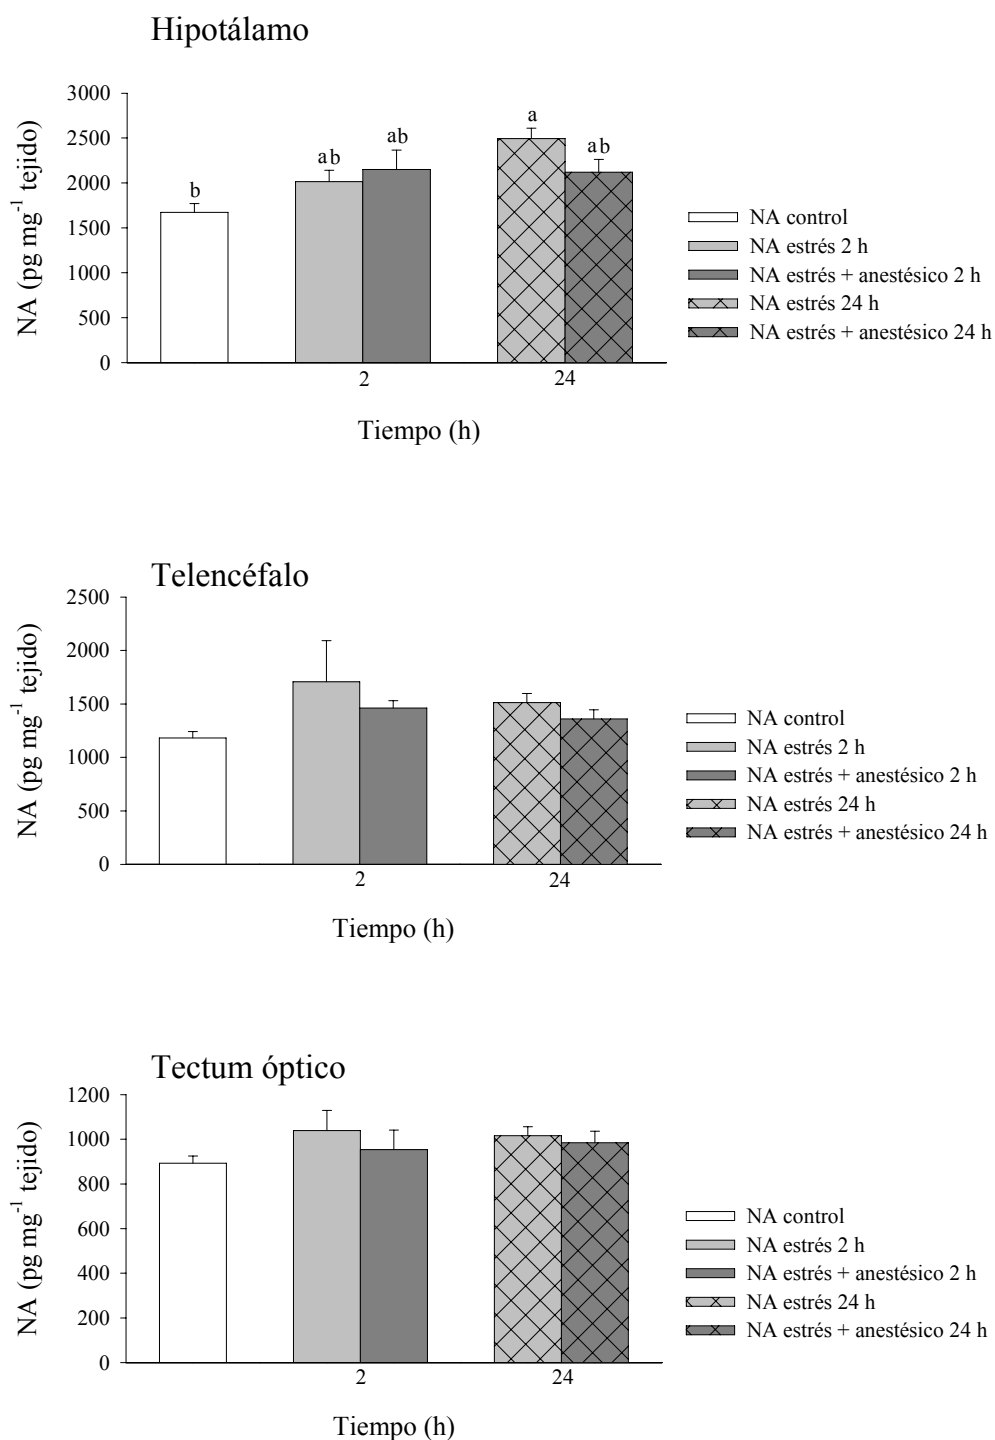 Hipotálamo
NA (pg mg-1 tejido)
3000
2500
2000
1500
1000
500
0
b
ab
ab
a
ab
2
24
Tiempo (h)
NA control
NA estrés 2 h
NA estrés + anestésico 2 h
NA estrés 24 h
NA estrés + anestésico 24 h
Telencéfalo
NA (pg mg-1 tejido)
2500
2000
1500
1000
500
0
2
24
Tiempo (h)
NA control
NA estrés 2 h
NA estrés + anestésico 2 h
NA estrés 24 h
NA estrés + anestésico 24 h
Tectum óptico
NA (pg mg-1 tejido)
1200
1000
800
600
400
200
0
2
24
Tiempo (h)
NA control
NA estrés 2 h
NA estrés + anestésico 2 h
NA estrés 24 h
NA estrés + anestésico 24 h